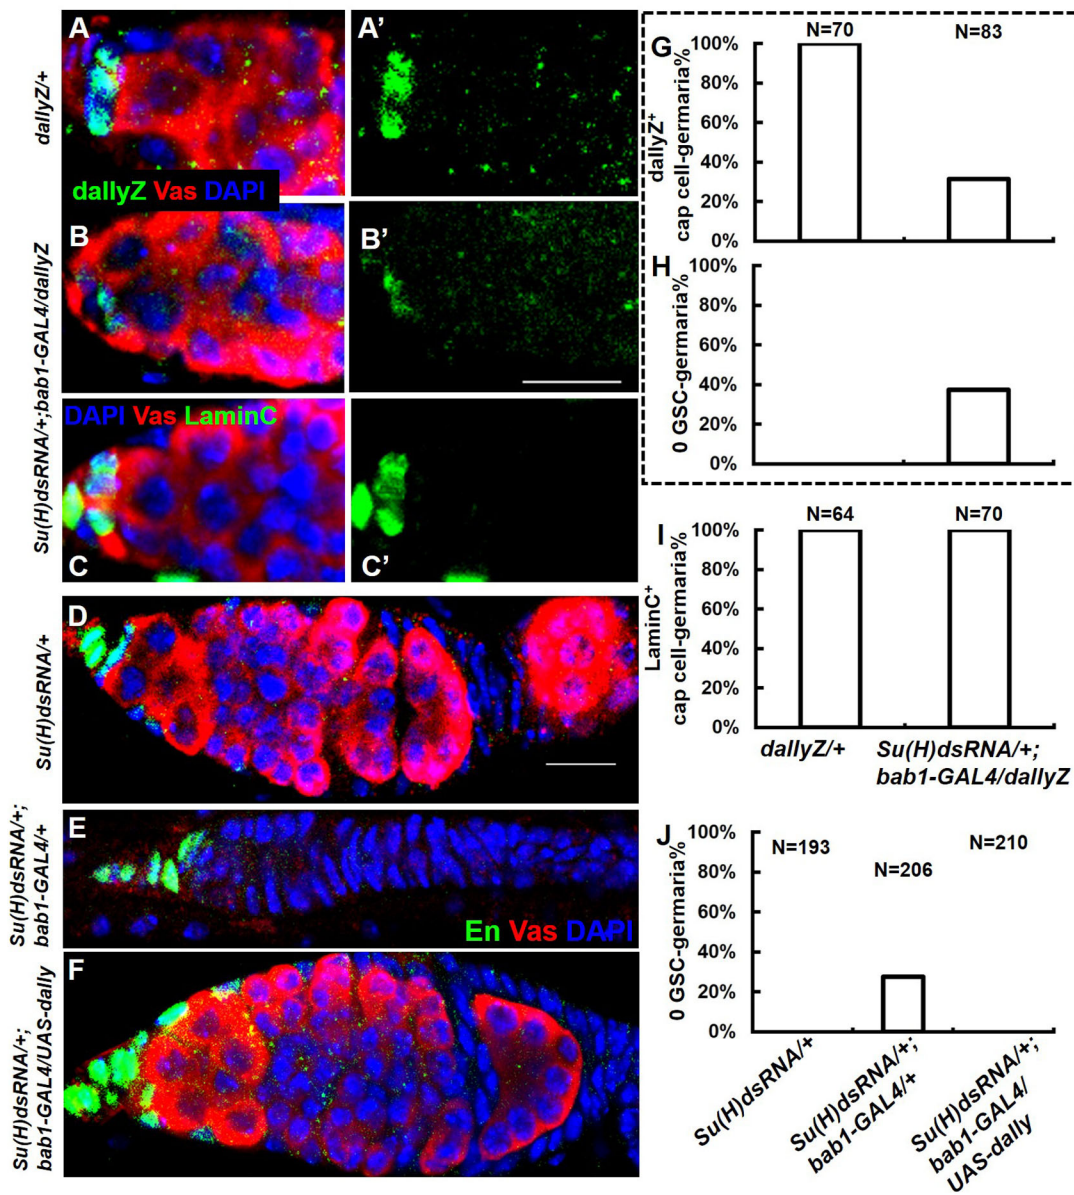 A
A'
dallyZ/+
dallyZ Vas DAPI
B
B'
Su(H)dsRNA/+;bab1-GAL4/dallyZ
DAPI Vas LaminC
C
C'
D
Su(H)dsRNA/+
E
Su(H)dsRNA/+;
bab1-GAL4/+
En Vas DAPI
F
Su(H)dsRNA/+;
bab1-GAL4/UAS-dally
G
N=70
N=83
dallyZ+
cap cell-germaria%
100%
80%
60%
40%
20%
0%
H
0 GSC-germaria%
100%
80%
60%
40%
20%
0%
I
N=64
N=70
LaminC+
cap cell-germaria%
100%
80%
60%
40%
20%
0%
dallyZ/+
Su(H)dsRNA/+;
bab1-GAL4/dallyZ
J
N=193
N=206
N=210
0 GSC-germaria%
100%
80%
60%
40%
20%
0%
Su(H)dsRNA/+
Su(H)dsRNA/+;
bab1-GAL4/+
Su(H)dsRNA/+;
bab1-GAL4/
UAS-dally